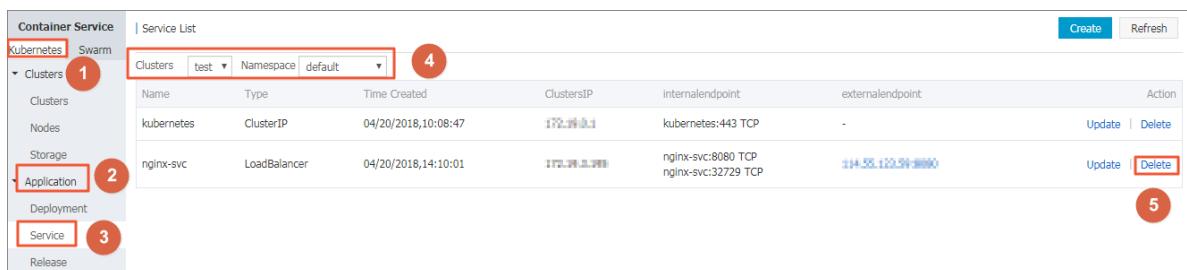 Container Service
Service List
Create
Refresh
Kubernetes
Swarm
1
Clusters
test
Namespace
default
4
Clusters
Name
Type
Time Created
ClustersIP
internalendpoint
externalendpoint
Action
Clusters
kubernetes
ClusterIP
04/20/2018,10:08:47
kubernetes:443 TCP
-
Update | Delete
Nodes
Storage
nginx-svc
LoadBalancer
04/20/2018,14:10:01
nginx-svc:8080 TCP
nginx-svc:32729 TCP
Update | Delete
2
Application
5
Deployment
Service
3
Release